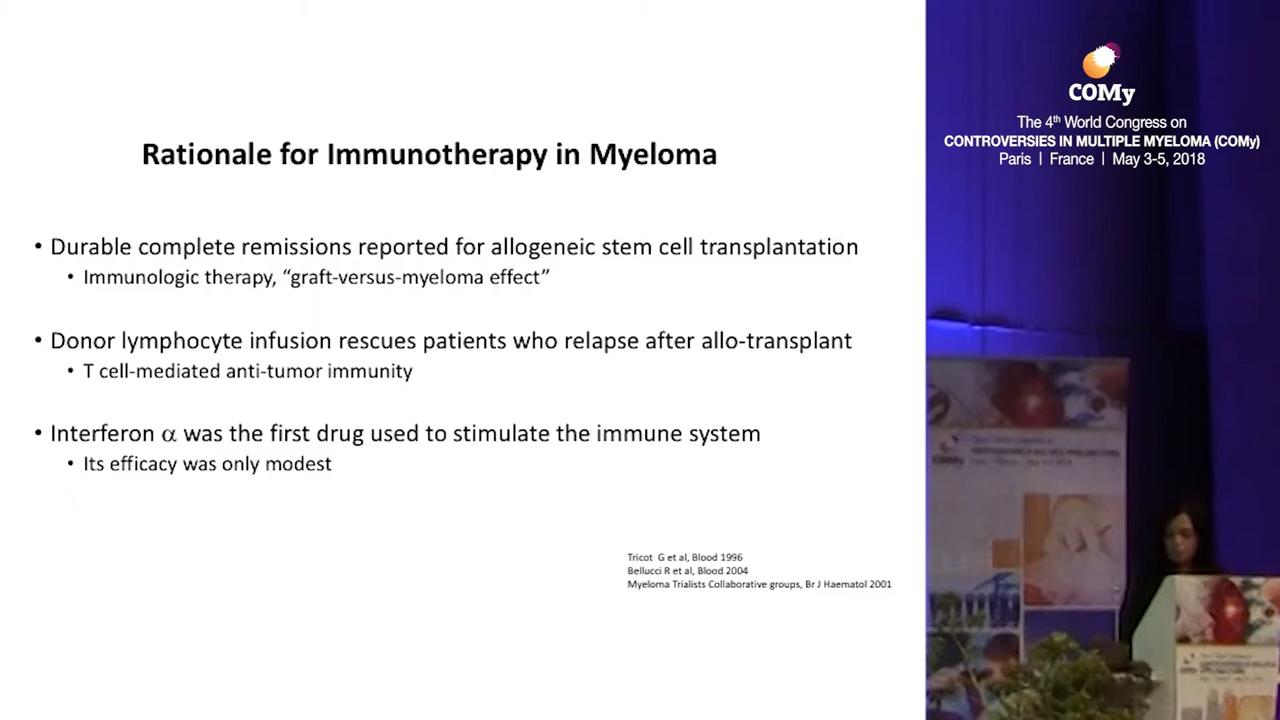 Rationale for Immunotherapy in Myeloma
• Durable complete remissions reported for allogeneic stem cell transplantation
• Immunologic therapy, “graft-versus-myeloma effect”
• Donor lymphocyte infusion rescues patients who relapse after allo-transplant
• T cell-mediated anti-tumor immunity
• Interferon α was the first drug used to stimulate the immune system
• Its efficacy was only modest
Tricot G et al, Blood 1996
Bellucci R et al, Blood 2004
Myeloma Trialists Collaborative groups, Br J Haematol 2001
COMy
The 4th World Congress on
CONTROVERSIES IN MULTIPLE MYELOMA (COMy)
Paris | France | May 3-5, 2018
COMy
COMy